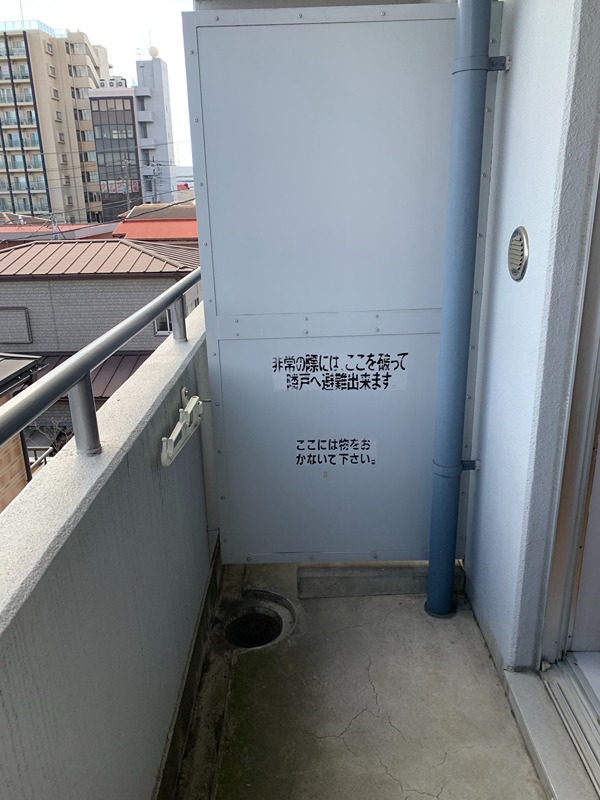 非常の際には、ここを破って
隣戸へ避難出来ます
ここには物をお
かないで下さい。